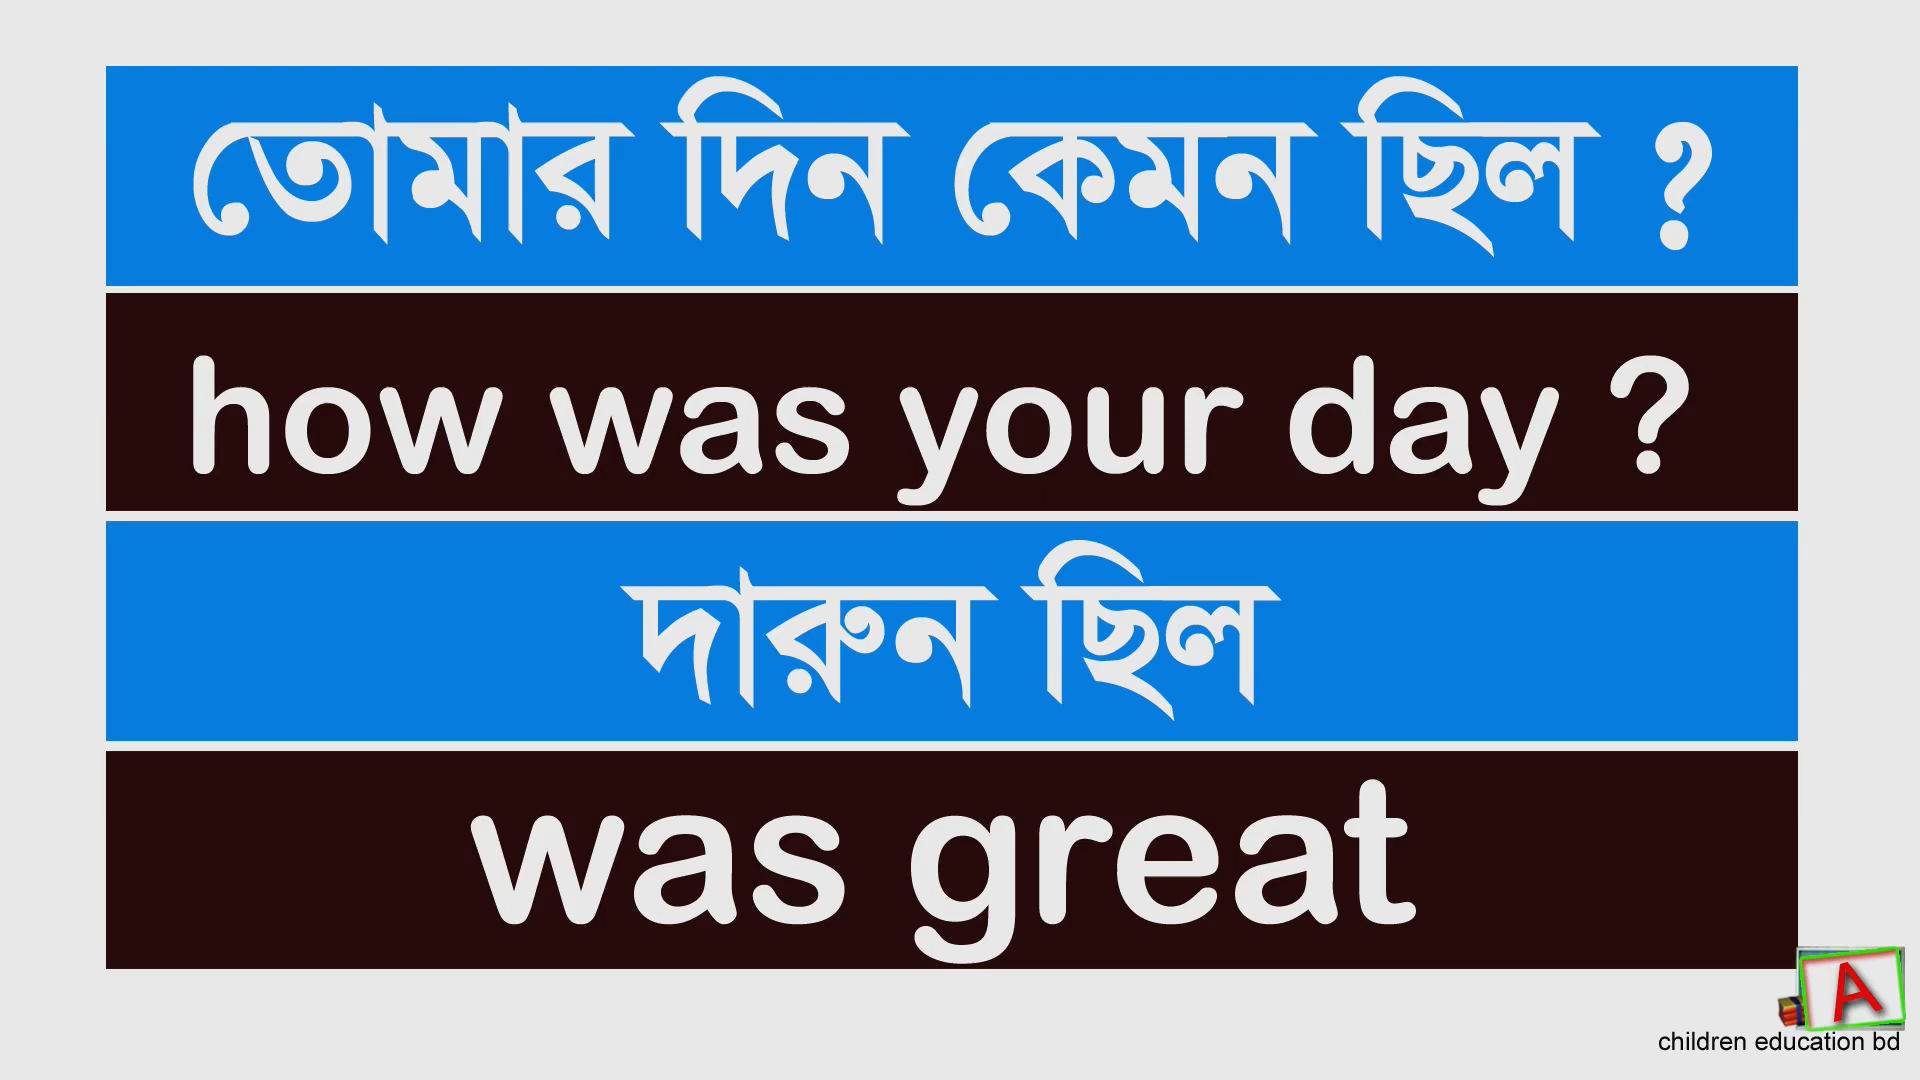 তোমার দিন কেমন ছিল ?
how was your day ?
দারুন ছিল
was great
A
children education bd